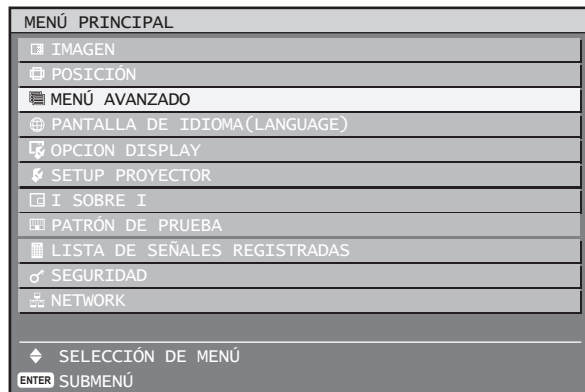 MENÚ PRINCIPAL
IMAGEN
POSICIÓN
MENÚ AVANZADO
PANTALLA DE IDIOMA(LANGUAGE)
OPCION DISPLAY
SETUP PROYECTOR
I SOBRE I
PATRÓN DE PRUEBA
LISTA DE SEÑALES REGISTRADAS
SEGURIDAD
NETWORK
SELECCIÓN DE MENÚ
ENTER SUBMENÚ